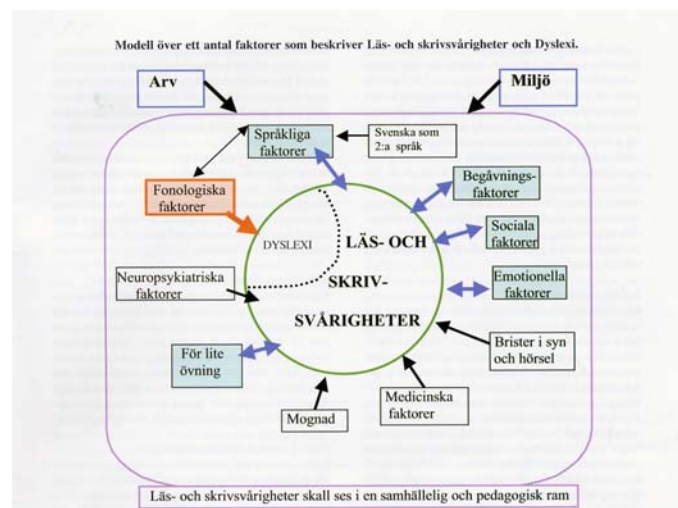 Modell över ett antal faktorer som beskriver Läs- och skrivsvårigheter och Dyslexi.
Arv
Miljö
Språkliga
faktorer
Svenska som
2:a språk
Begåvnings-
faktorer
Fonologiska
faktorer
Sociala
faktorer
DYSLEXI
LÄS- OCH
SKRIV-
SVÅRIGHETER
Neuropsykiatriska
faktorer
Emotionella
faktorer
Brister i syn
och hörsel
För lite
övning
Medicinska
faktorer
Mognad
Läs- och skrivsvårigheter skall ses i en samhällelig och pedagogisk ram